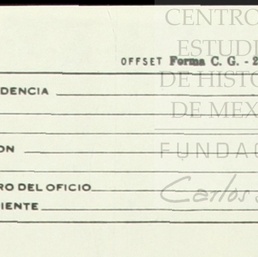 CENTRO
ESTUDI
OFFSET Forma C. G. - 2
DE HISTO
DENCIA
DE MEX
ON
FUNDAC
RO DEL OFICIO
Carlos
IENTE